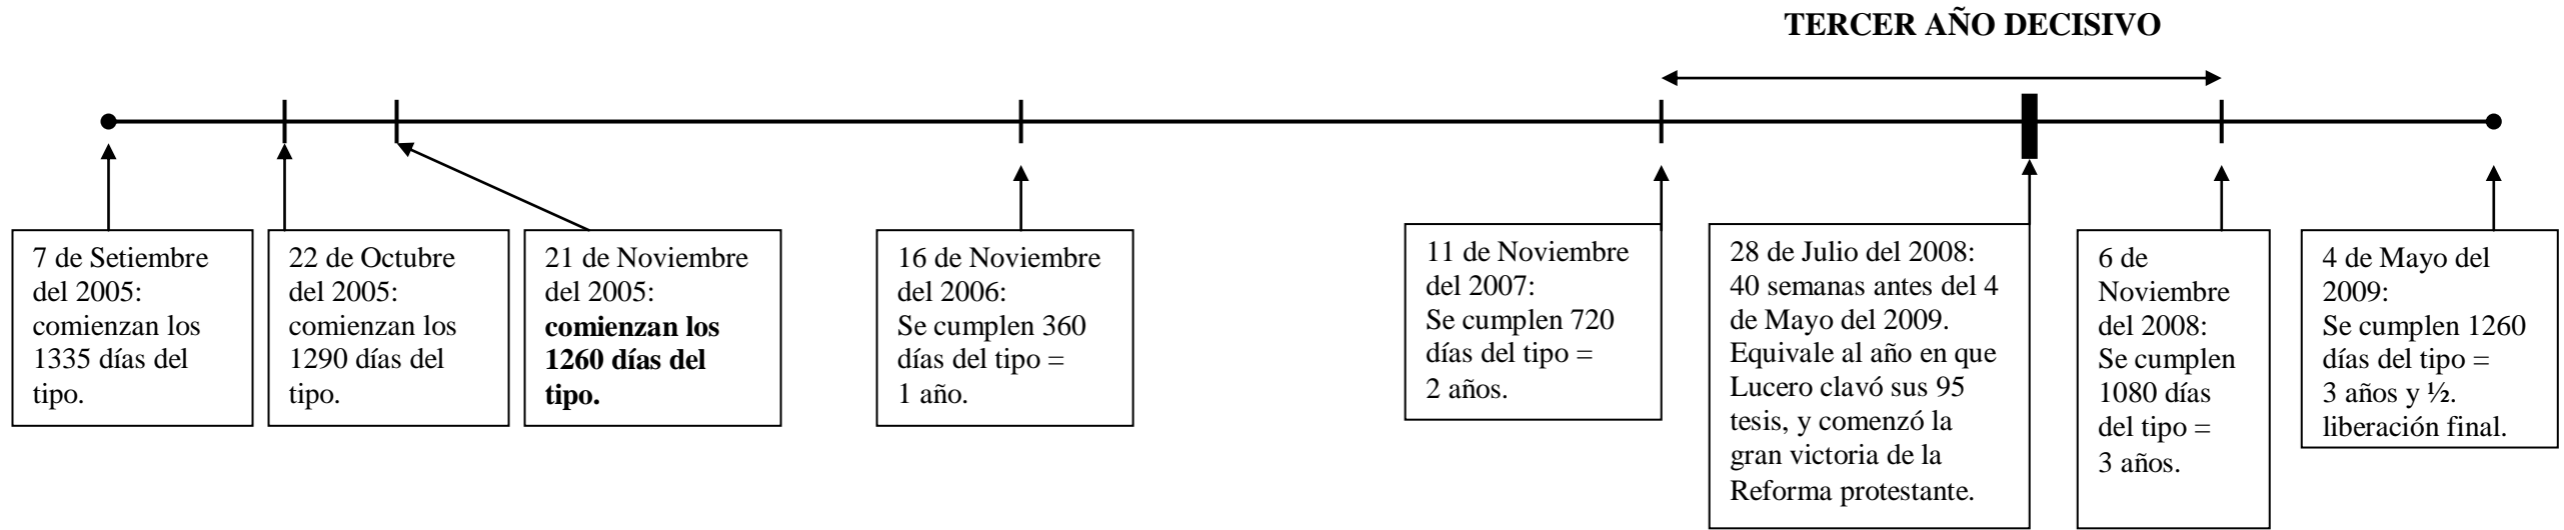 TERCER AÑO DECISIVO
7 de Setiembre
del 2005:
comienzan los
1335 días del
tipo.
22 de Octubre
del 2005:
comienzan los
1290 días del
tipo.
21 de Noviembre
del 2005:
comienzan los
1260 días del
tipo.
16 de Noviembre
del 2006:
Se cumplen 360
días del tipo =
1 año.
11 de Noviembre
del 2007:
Se cumplen 720
días del tipo =
2 años.
28 de Julio del 2008:
40 semanas antes del 4
de Mayo del 2009.
Equivale al año en que
Lucero clavó sus 95
tesis, y comenzó la
gran victoria de la
Reforma protestante.
6 de
Noviembre
del 2008:
Se cumplen
1080 días
del tipo =
3 años.
4 de Mayo del
2009:
Se cumplen 1260
días del tipo =
3 años y ½.
liberación final.